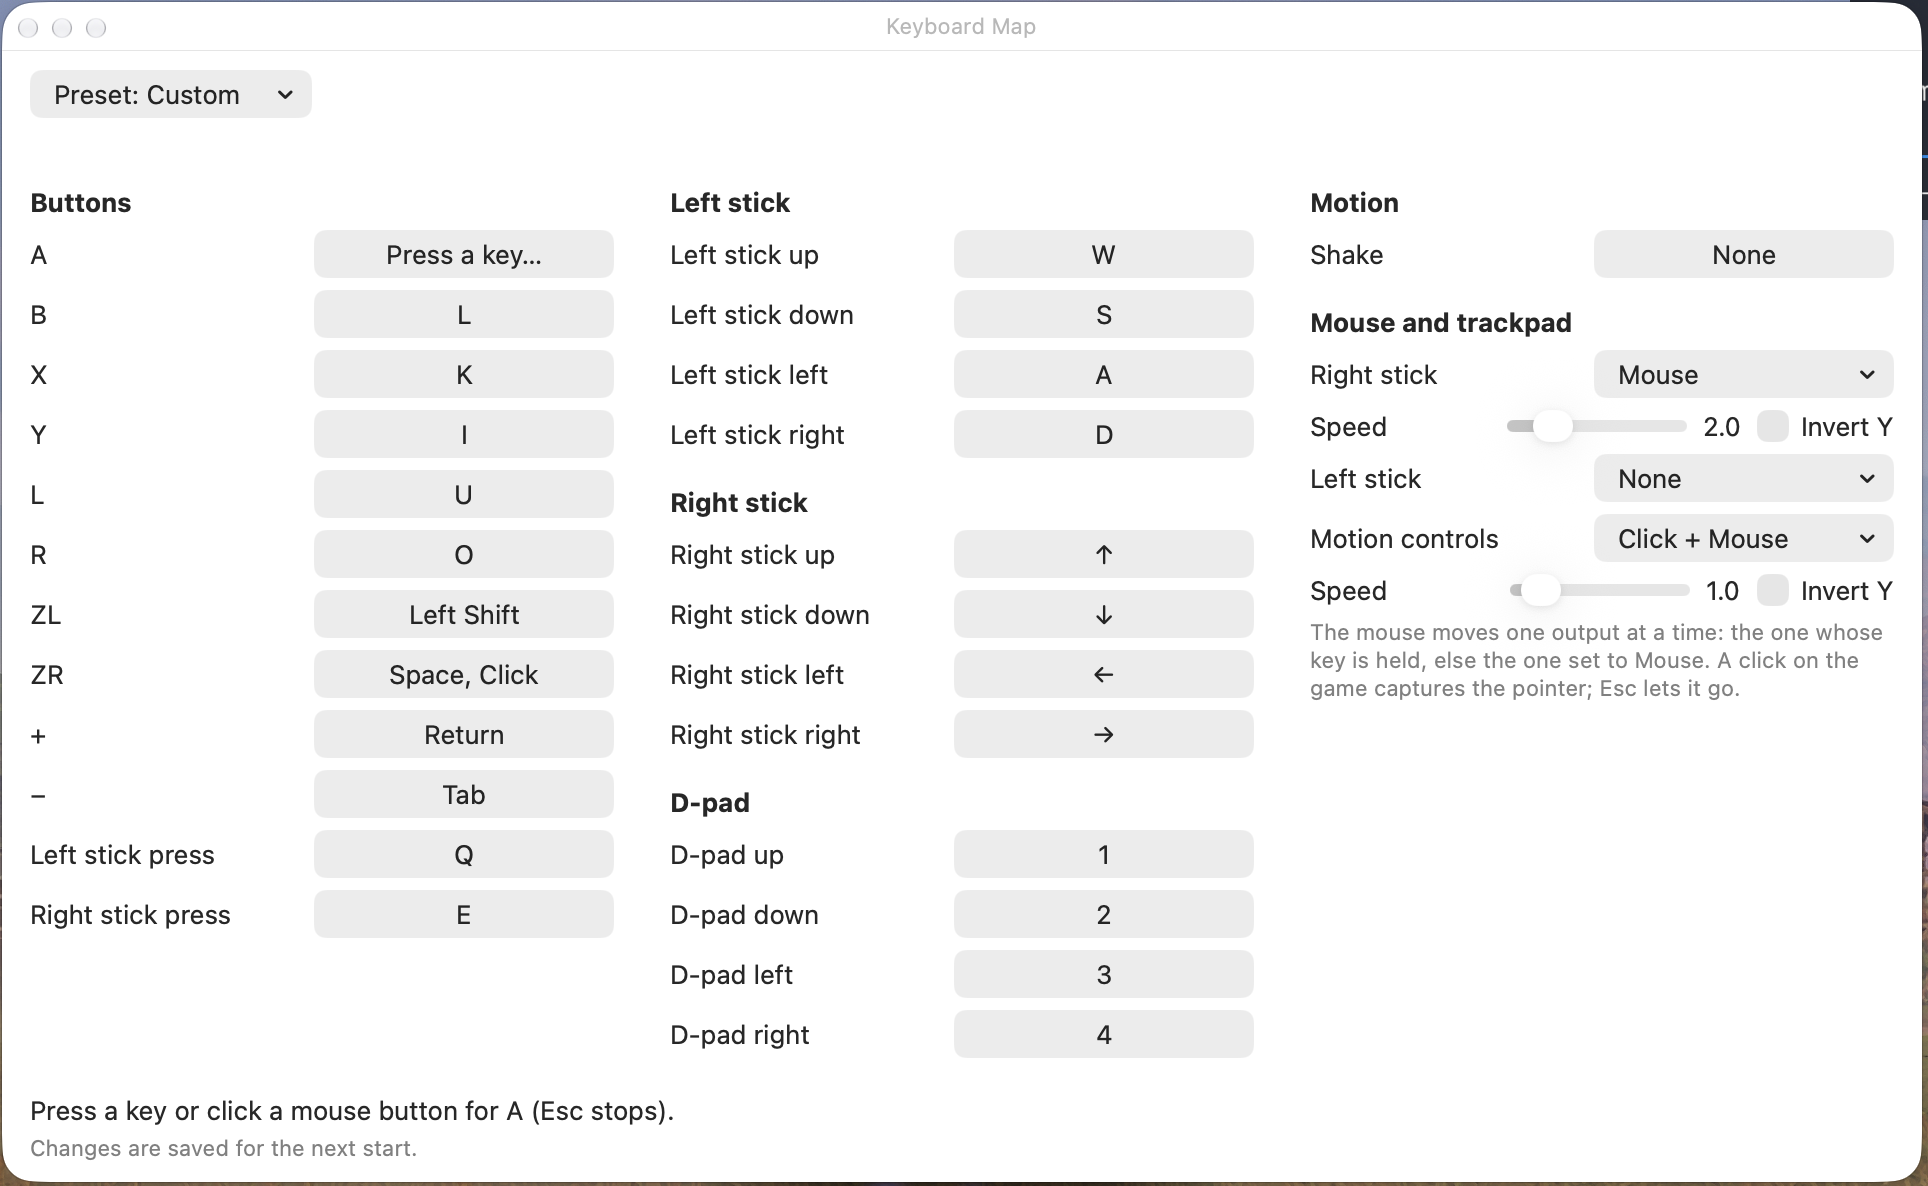 Keyboard Map
Preset: Custom
Buttons
A Press a key...
B L
X K
Y I
L U
R O
ZL Left Shift
ZR Space, Click
+ Return
– Tab
Left stick press Q
Right stick press E
Left stick
Left stick up W
Left stick down S
Left stick left A
Left stick right D
Right stick
Right stick up ↑
Right stick down ↓
Right stick left ←
Right stick right →
D-pad
D-pad up 1
D-pad down 2
D-pad left 3
D-pad right 4
Motion
Shake None
Mouse and trackpad
Right stick Mouse
Speed 2.0 Invert Y
Left stick None
Motion controls Click + Mouse
Speed 1.0 Invert Y
The mouse moves one output at a time: the one whose
key is held, else the one set to Mouse. A click on the
game captures the pointer; Esc lets it go.
Press a key or click a mouse button for A (Esc stops).
Changes are saved for the next start.